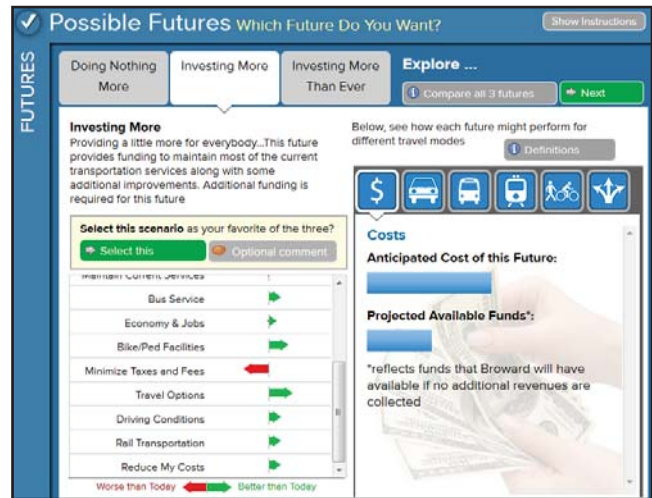 Possible Futures Which Future Do You Want?
Show Instructions
FUTURES
Doing Nothing
More
Investing More
Investing More
Than Ever
Explore ...
Compare all 3 futures
Next
Investing More
Providing a little more for everybody...This future
provides funding to maintain most of the current
transportation services along with some
additional improvements. Additional funding is
required for this future
Select this scenario as your favorite of the three?
Select this
Optional comment
Maintain Current Services
Bus Service
Economy & Jobs
Bike/Ped Facilities
Minimize Taxes and Fees
Travel Options
Driving Conditions
Rail Transportation
Reduce My Costs
Worse than Today
Better then Today
Below, see how each future might perform for
different travel modes
Definitions
$
Costs
Anticipated Cost of this Future:
Projected Available Funds*:
*reflects funds that Broward will have
available if no additional revenues are
collected